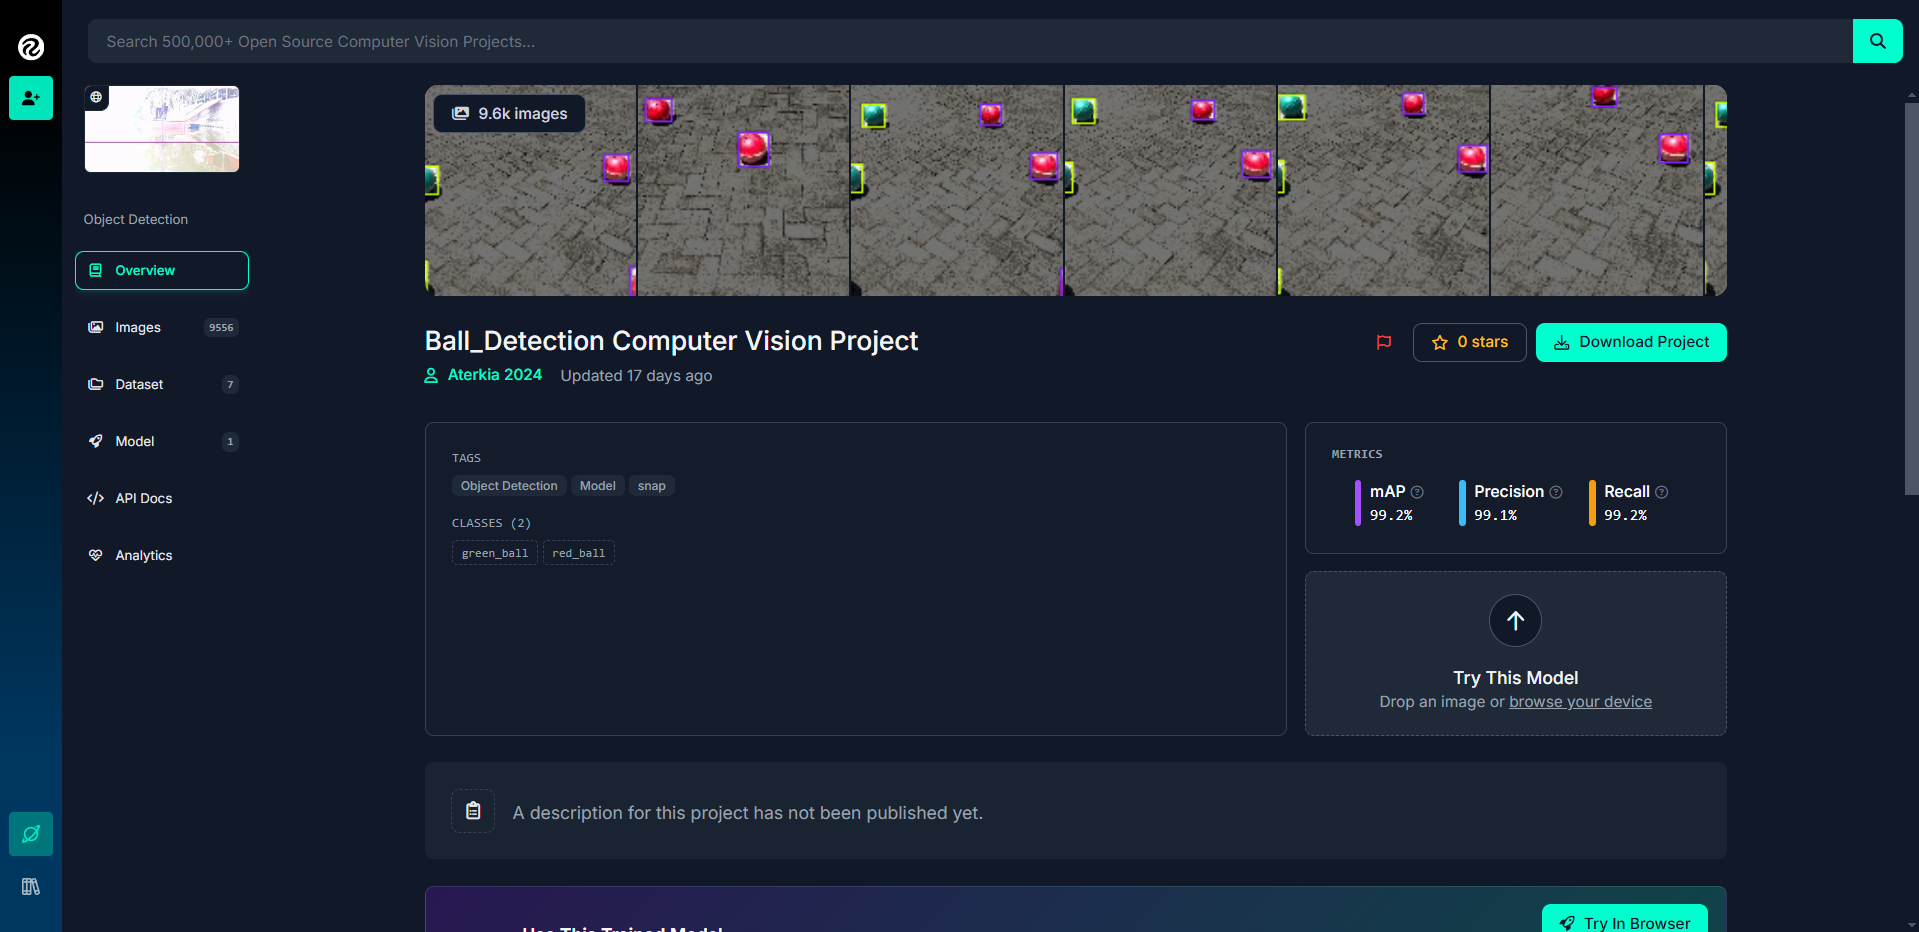 Search 500,000+ Open Source Computer Vision Projects...
9.6k images
Object Detection
Overview
Images 9556
Dataset 7
Model 1
API Docs
Analytics
Ball_Detection Computer Vision Project
0 stars
Download Project
Aterkia 2024 Updated 17 days ago
TAGS
Object Detection Model snap
CLASSES (2)
green_ball red_ball
METRICS
mAP Precision Recall
99.2% 99.1% 99.2%
Try This Model
Drop an image or browse your device
A description for this project has not been published yet.
Use This Trained Model
Try In Browser